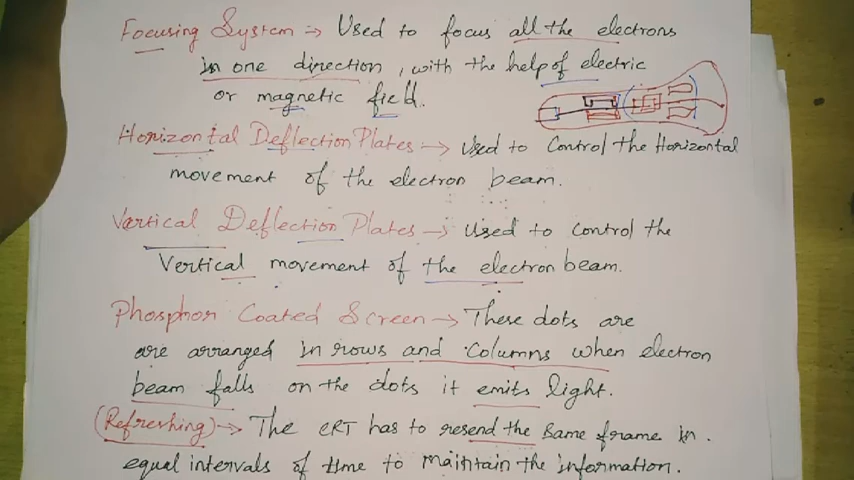 Focusing System → Used to focus all the electrons
in one direction, with the help of electric
or magnetic field.
Horizontal Deflection Plates → Used to Control the Horizontal
movement of the electron beam.
Vertical Deflection Plates → Used to Control the
Vertical movement of the electron beam.
Phosphor Coated Screen → These dots are
are arranged in rows and columns when electron
beam falls on the dots it emits light.
(Refreshing) → The CRT has to resend the same frame in
equal intervals of time to maintain the information.